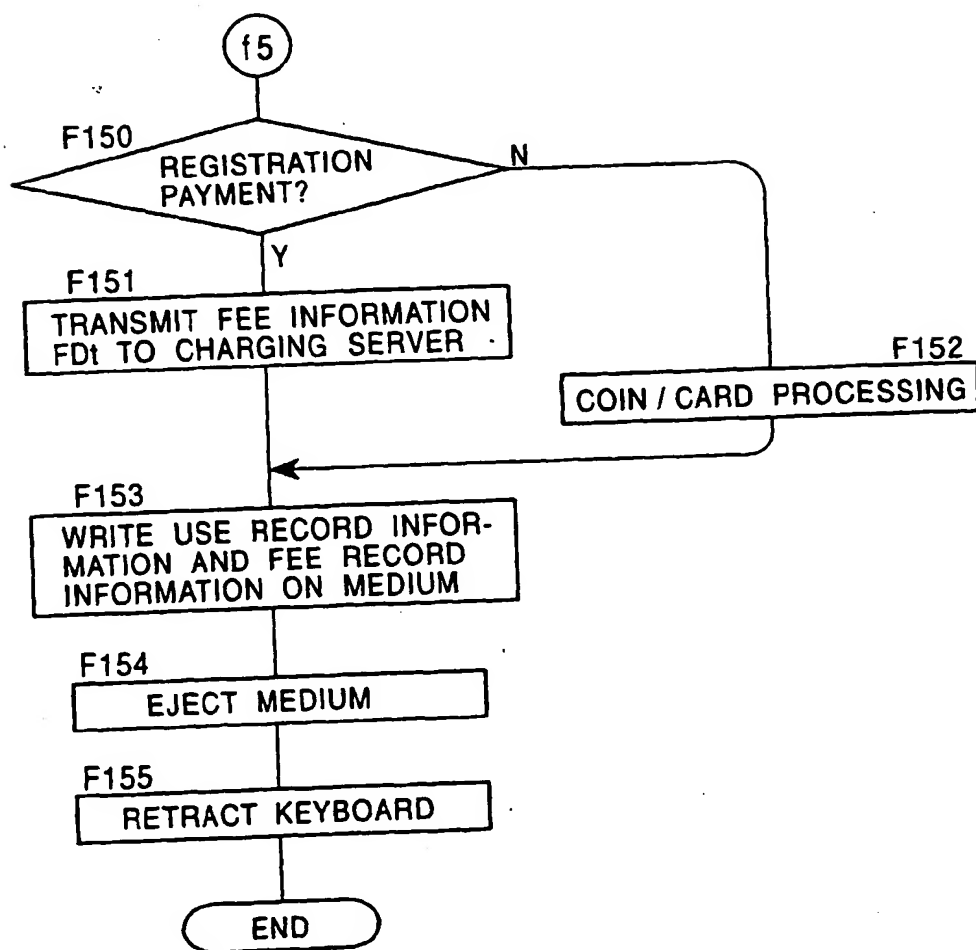 f5
F150
REGISTRATION
PAYMENT?
N
Y
F151
TRANSMIT FEE INFORMATION
FDt TO CHARGING SERVER
F152
COIN / CARD PROCESSING
F153
WRITE USE RECORD INFOR-
MATION AND FEE RECORD
INFORMATION ON MEDIUM
F154
EJECT MEDIUM
F155
RETRACT KEYBOARD
END